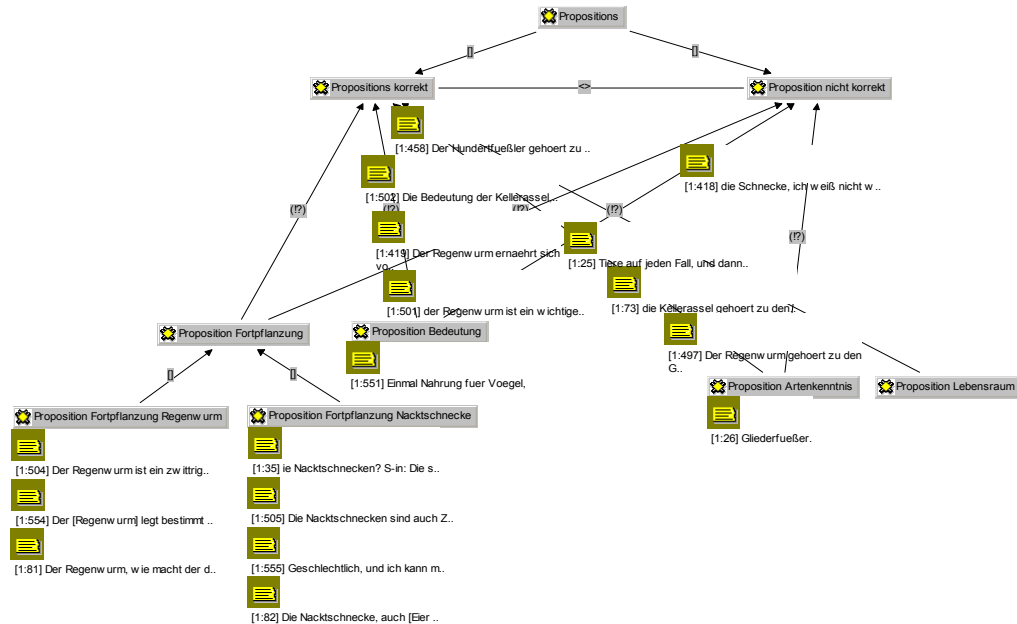 Propositions
[]
[]
Propositions korrekt
<>
Proposition nicht korrekt
[1:458] Der Hundertfueßler gehoert zu ..
[1:418] die Schnecke, ich weiß nicht w ..
[1:502] Die Bedeutung der Kellerassel,..
(!?)
(!?)
(!?)
(!?)
(!?)
[1:419] Der Regenwurm ernaehrt sich
vo..
[1:25] Tiere auf jeden Fall, und dann..
[1:501] der Regenwurm ist ein wichtige..
[1:73] die Kellerassel gehoert zu den
Proposition Fortpflanzung
Proposition Bedeutung
[1:497] Der Regenwurm gehoert zu den
G..
[]
[]
[1:551] Einmal Nahrung fuer Voegel,
Proposition Artenkenntnis
Proposition Lebensraum
Proposition Fortpflanzung Regenwurm
Proposition Fortpflanzung Nacktschnecke
[1:26] Gliederfueßer.
[1:504] Der Regenwurm ist ein zwittrig..
[1:35] ie Nacktschnecken? S-in: Die s..
[1:554] Der [Regenwurm] legt bestimmt ..
[1:505] Die Nacktschnecken sind auch Z..
[1:81] Der Regenwurm, wie macht der d..
[1:555] Geschlechtlich, und ich kann m..
[1:82] Die Nacktschnecke, auch [Eier ..